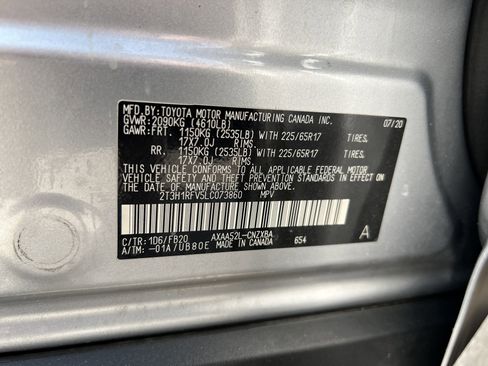 MFD.BY:TOYOTA MOTOR MANUFACTURING CANADA INC. 07/20
GVWR:2090KG (4610LB)
GAWR:FRT. 1150KG (2535LB) WITH 225/65R17 TIRES,
17X7.0J RIMS.
RR. 1150KG (2535LB) WITH 225/65R17 TIRES,
17X7.0J RIMS.
THIS VEHICLE CONFORMS TO ALL APPLICABLE FEDERAL MOTOR
VEHICLE SAFETY AND THEFT PREVENTION STANDARDS IN EFFECT ON
THE DATE OF MANUFACTURE SHOWN ABOVE.
2T3H1RFV5LC073860 MPV
C/TR:1D6/FB20 AXAA52L-CNZXBA A
A/TM:-01A/UB80E MADE IN CANADA 654